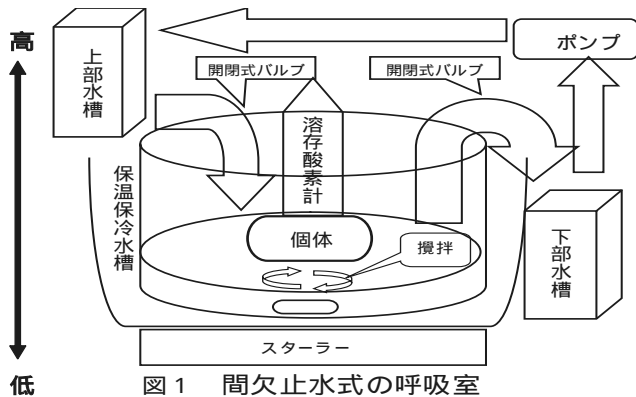 高
上部水槽
開閉式バルブ
開閉式バルブ
ポンプ
溶存酸素計
保温保冷水槽
個体
攪拌
下部水槽
スターラー
低
図1 間欠止水式の呼吸室